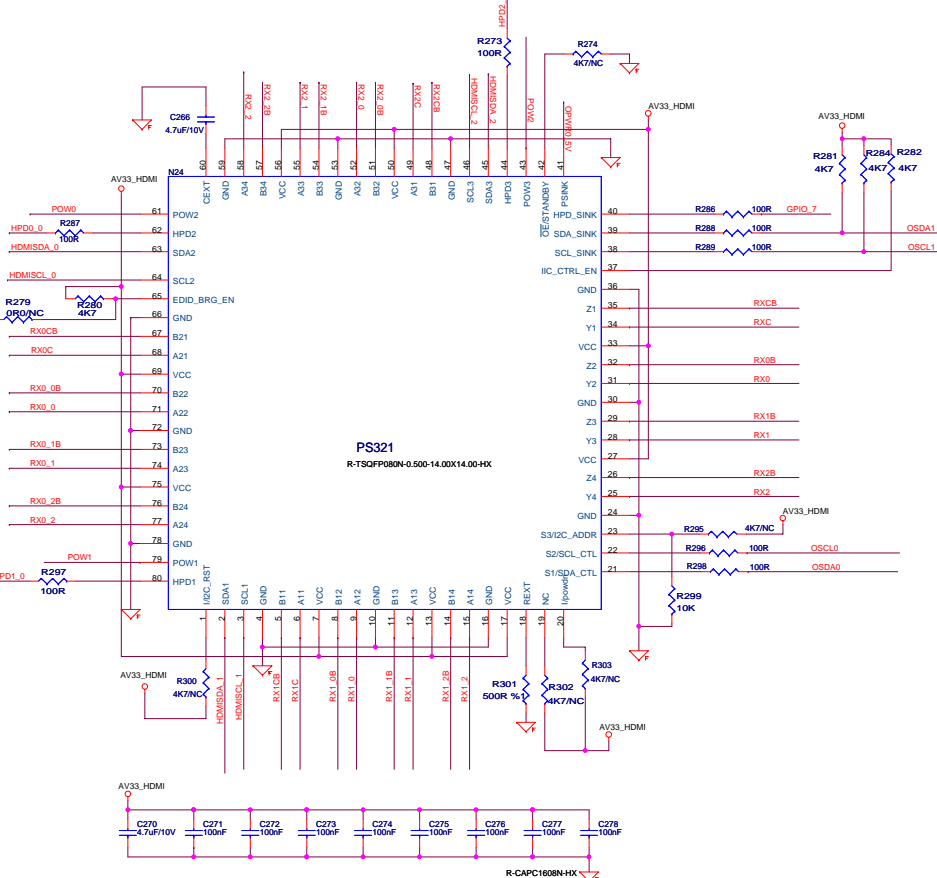 HPD2_
R273
100R
R274
4K7/NC
C266
4.7uF/10V
RX2_2
RX2_2B
RX2_1
RX2_1B
RX2_0
RX2_0B
RX2C
RX2CB
HDMISCL_2
HDMISDA_2
POW2
OPWR0_5V
AV33_HDMI
AV33_HDMI
R281
4K7
R284
4K7
R282
4K7
AV33_HDMI
N24
60 59 58 57 56 55 54 53 52 51 50 49 48 47 46 45 44 43 42 41
CEXT GND A34 B34 VCC A33 B33 GND A32 B32 VCC A31 B31 GND SCL3 SDA3 HPD3 POW3 OE/STANDBY PSINK
POW0 61 POW2
HPD0_0 R287 100R 62 HPD2
HDMISDA_0 63 SDA2
HDMISCL_0 64 SCL2
R279
0R0/NC
R280
4K7
65 EDID_BRG_EN
66 GND
RX0CB 67 B21
RX0C 68 A21
69 VCC
RX0_0B 70 B22
RX0_0 71 A22
72 GND
RX0_1B 73 B23
RX0_1 74 A23
75 VCC
RX0_2B 76 B24
RX0_2 77 A24
78 GND
POW1 79 POW1
PD1_0 R297 100R 80 HPD1
PS321
R-TSQFP080N-0.500-14.00X14.00-HX
HPD_SINK 40 R286 100R GPIO_7
SDA_SINK 39 R288 100R OSDA1
SCL_SINK 38 R289 100R OSCL1
IIC_CTRL_EN 37
GND 36
Z1 35 RXCB
Y1 34 RXC
VCC 33
Z2 32 RX0B
Y2 31 RX0
GND 30
Z3 29 RX1B
Y3 28 RX1
VCC 27
Z4 26 RX2B
Y4 25 RX2
GND 24
AV33_HDMI
S3/I2C_ADDR 23 R295 4K7/NC
S2/SCL_CTL 22 R296 100R OSCL0
S1/SDA_CTL 21 R298 100R OSDA0
R299
10K
I/I2C_RST SDA1 SCL1 GND B11 A11 VCC B12 A12 GND B13 A13 VCC B14 A14 GND VCC REXT NC I/powdn
1 2 3 4 5 6 7 8 9 10 11 12 13 14 15 16 17 18 19 20
AV33_HDMI
R300
4K7/NC
HDMISDA_1
HDMISCL_1
RX1CB
RX1C
RX1_0B
RX1_0
RX1_1B
RX1_1
RX1_2B
RX1_2
R301
500R %1
R302
4K7/NC
R303
4K7/NC
AV33_HDMI
AV33_HDMI
C270
4.7uF/10V
C271
100nF
C272
100nF
C273
100nF
C274
100nF
C275
100nF
C276
100nF
C277
100nF
C278
100nF
R-CAPC1608N-HX